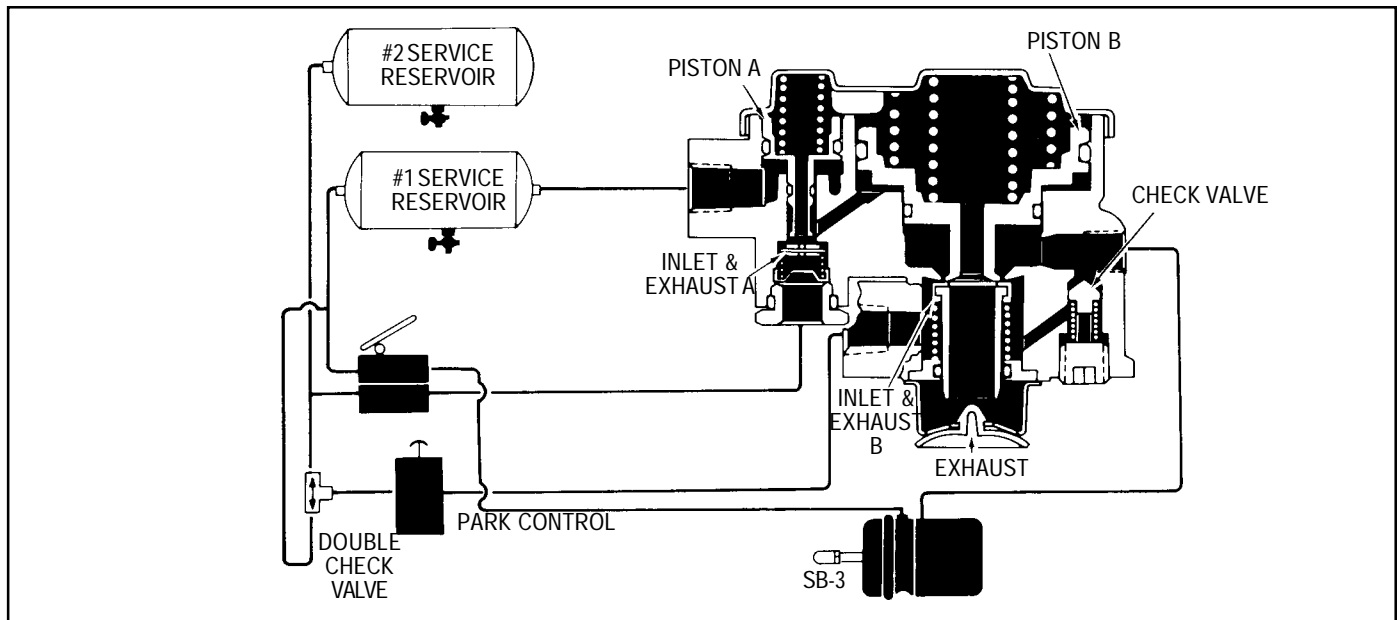 #2 SERVICE
RESERVOIR
#1 SERVICE
RESERVOIR
PISTON A
PISTON B
CHECK VALVE
INLET &
EXHAUST A
INLET &
EXHAUST
B
EXHAUST
PARK CONTROL
DOUBLE
CHECK
VALVE
SB-3